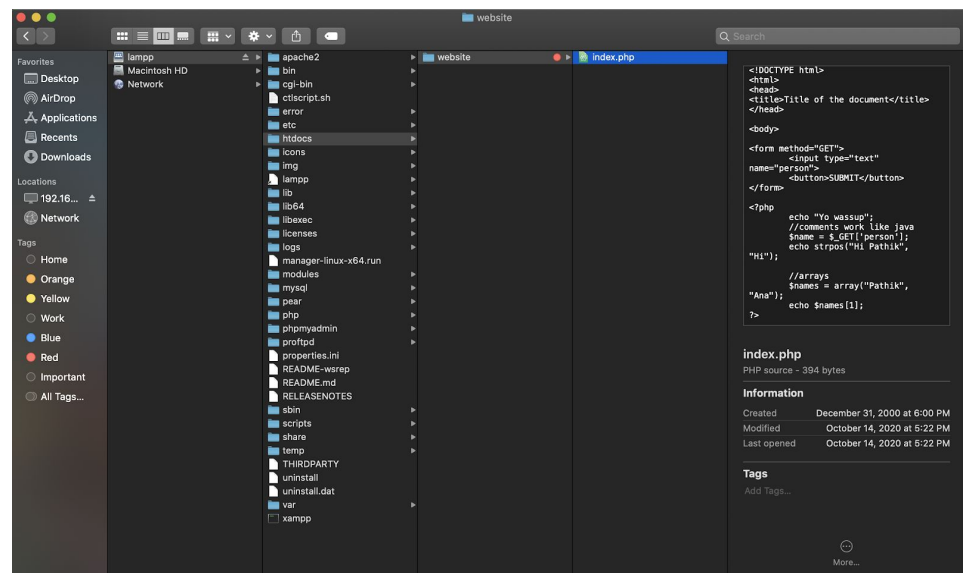 website
Search
Favorites
Desktop
AirDrop
Applications
Recents
Downloads
Locations
192.16...
Network
Tags
Home
Orange
Yellow
Work
Blue
Red
Important
All Tags...
lampp
Macintosh HD
Network
apache2
bin
cgi-bin
ctlscript.sh
error
etc
htdocs
icons
img
lampp
lib
lib64
libexec
licenses
logs
manager-linux-x64.run
modules
mysql
pear
php
phpmyadmin
proftpd
properties.ini
README-wsrep
README.md
RELEASENOTES
sbin
scripts
share
temp
THIRDPARTY
uninstall
uninstall.dat
var
xampp
website
index.php
<!DOCTYPE html>
<html>
<head>
<title>Title of the document</title>
</head>
<body>
<form method="GET">
<input type="text"
name="person">
<button>SUBMIT</button>
</form>
<?php
echo "Yo wassup";
//comments work like java
$name = $_GET['person'];
echo strpos("Hi Pathik",
"Hi");
//arrays
$names = array("Pathik",
"Ana");
echo $names[1];
?>
index.php
PHP source - 394 bytes
Information
Created December 31, 2000 at 6:00 PM
Modified October 14, 2020 at 5:22 PM
Last opened October 14, 2020 at 5:22 PM
Tags
Add Tags...
More...